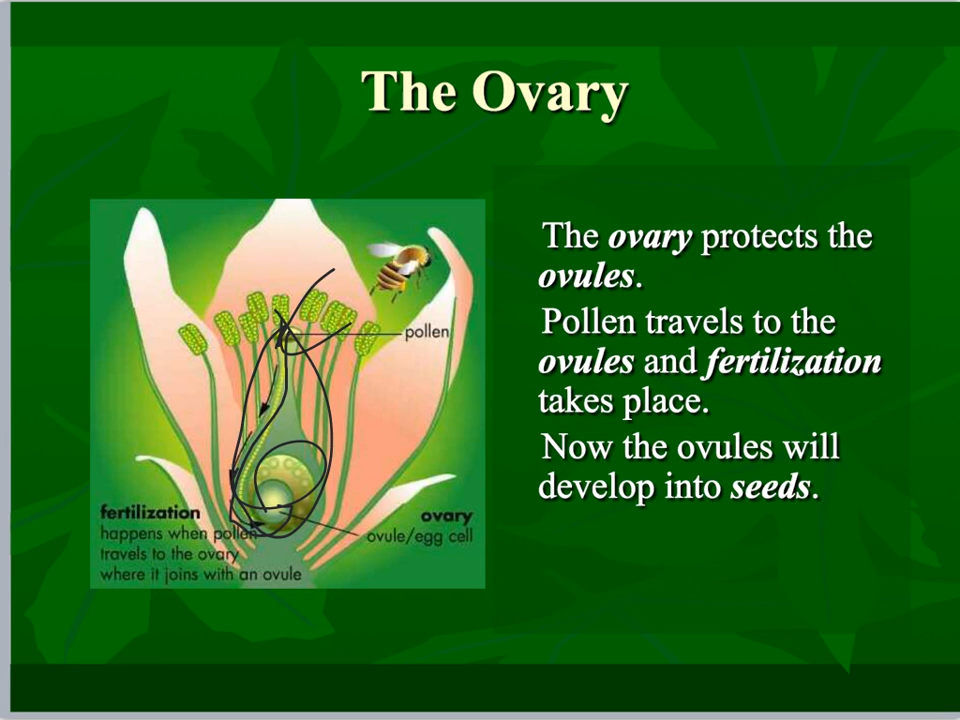 The Ovary
The ovary protects the
ovules.
Pollen travels to the
ovules and fertilization
takes place.
Now the ovules will
develop into seeds.
pollen
fertilization
happens when pollen
travels to the ovary
where it joins with an ovule
ovary
ovule/egg cell